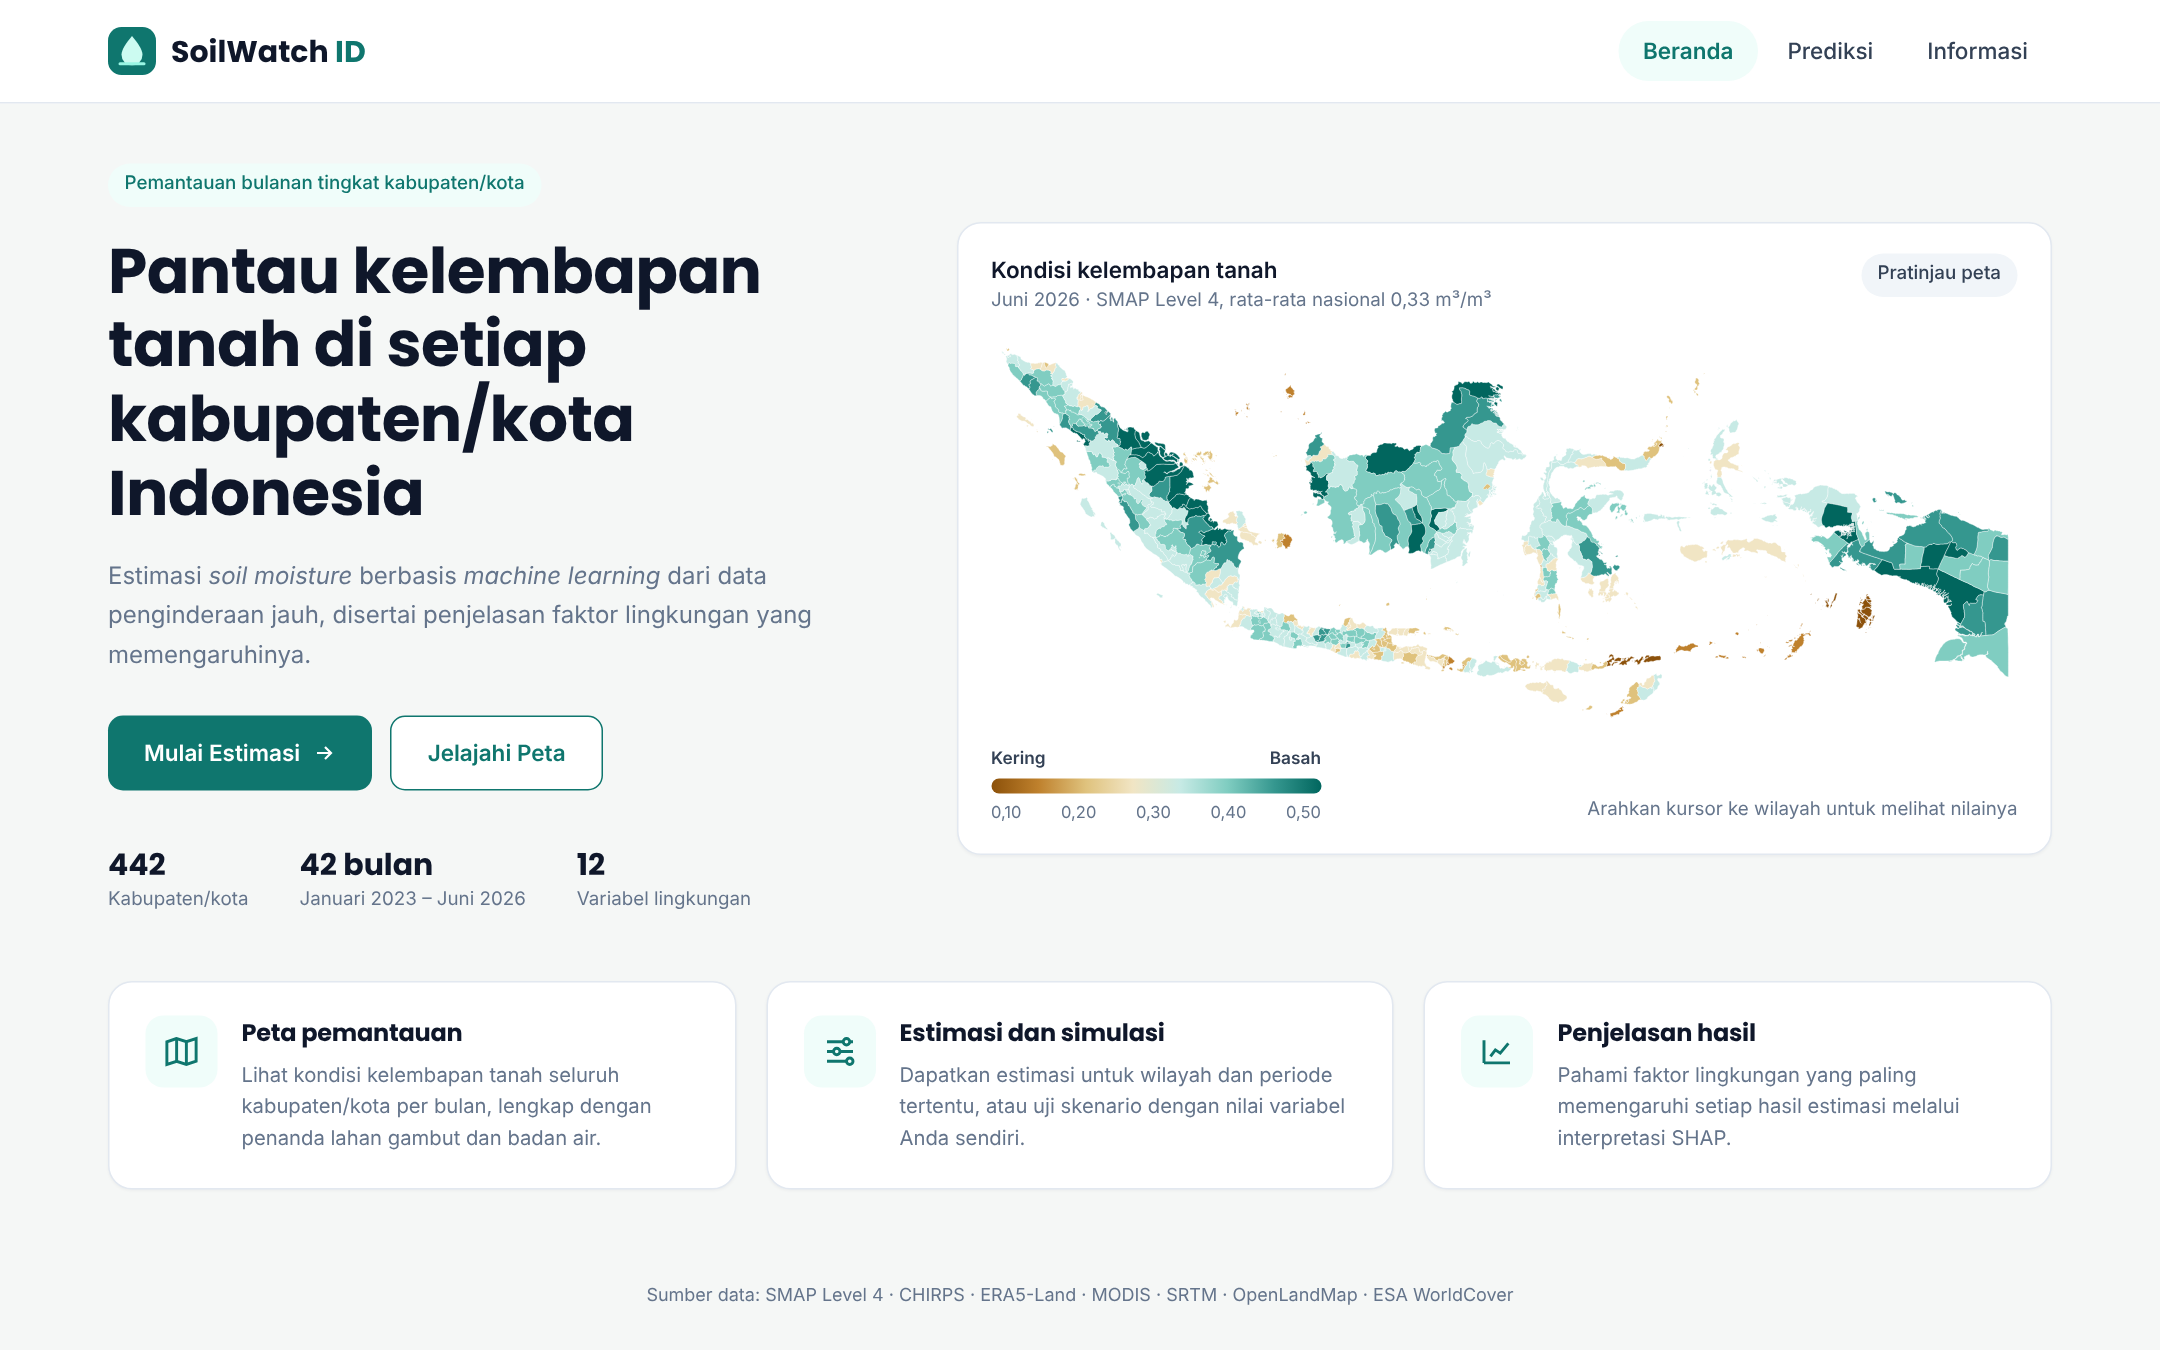 SoilWatch ID
Beranda
Prediksi
Informasi
Pemantauan bulanan tingkat kabupaten/kota
Pantau kelembapan
tanah di setiap
kabupaten/kota
Indonesia
Estimasi soil moisture berbasis machine learning dari data
penginderaan jauh, disertai penjelasan faktor lingkungan yang
memengaruhinya.
Mulai Estimasi →
Jelajahi Peta
442
Kabupaten/kota
42 bulan
Januari 2023 – Juni 2026
12
Variabel lingkungan
Kondisi kelembapan tanah
Juni 2026 · SMAP Level 4, rata-rata nasional 0,33 m³/m³
Pratinjau peta
Kering
Basah
0,10 0,20 0,30 0,40 0,50
Arahkan kursor ke wilayah untuk melihat nilainya
Peta pemantauan
Lihat kondisi kelembapan tanah seluruh
kabupaten/kota per bulan, lengkap dengan
penanda lahan gambut dan badan air.
Estimasi dan simulasi
Dapatkan estimasi untuk wilayah dan periode
tertentu, atau uji skenario dengan nilai variabel
Anda sendiri.
Penjelasan hasil
Pahami faktor lingkungan yang paling
memengaruhi setiap hasil estimasi melalui
interpretasi SHAP.
Sumber data: SMAP Level 4 · CHIRPS · ERA5-Land · MODIS · SRTM · OpenLandMap · ESA WorldCover